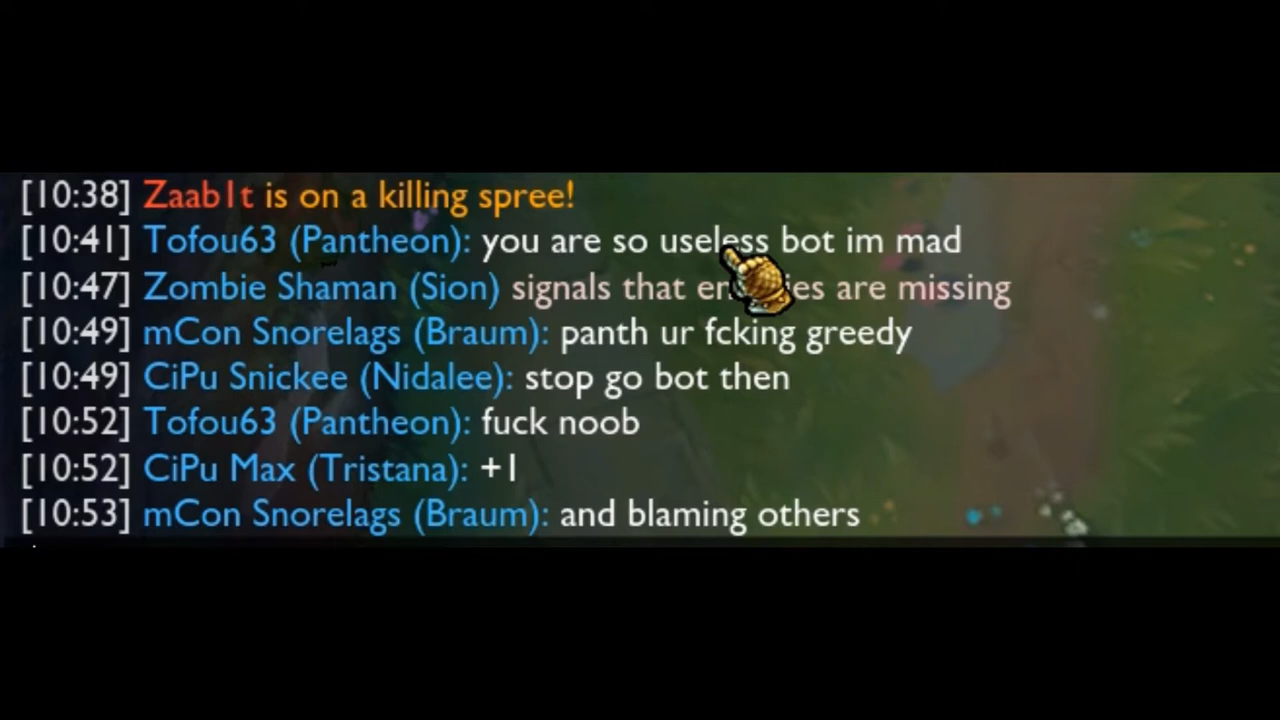 [10:38] Zaab1t is on a killing spree!
[10:41] Tofou63 (Pantheon): you are so useless bot im mad
[10:47] Zombie Shaman (Sion) signals that enemies are missing
[10:49] mCon Snorelags (Braum): panth ur fcking greedy
[10:49] CiPu Snickee (Nidalee): stop go bot then
[10:52] Tofou63 (Pantheon): fuck noob
[10:52] CiPu Max (Tristana): +1
[10:53] mCon Snorelags (Braum): and blaming others